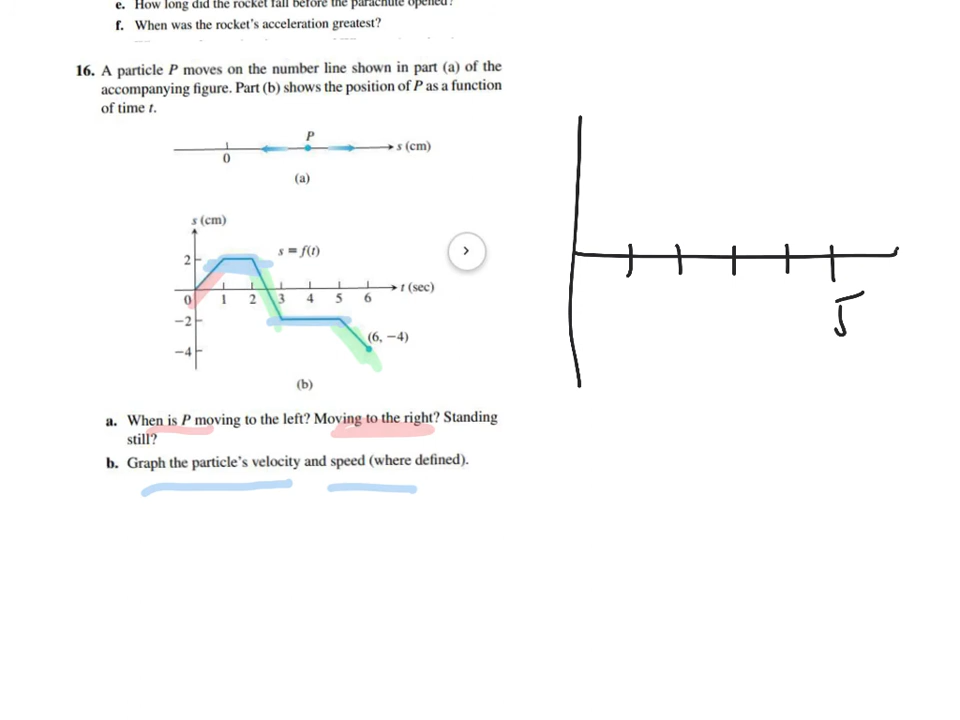 e. How long did the rocket fall before the parachute opened?
f. When was the rocket's acceleration greatest?
16. A particle P moves on the number line shown in part (a) of the
accompanying figure. Part (b) shows the position of P as a function
of time t.
P
0
s (cm)
(a)
s (cm)
s = f(t)
2
0 1 2 3 4 5 6
t (sec)
−2
(6, −4)
−4
(b)
5
a. When is P moving to the left? Moving to the right? Standing
still?
b. Graph the particle's velocity and speed (where defined).